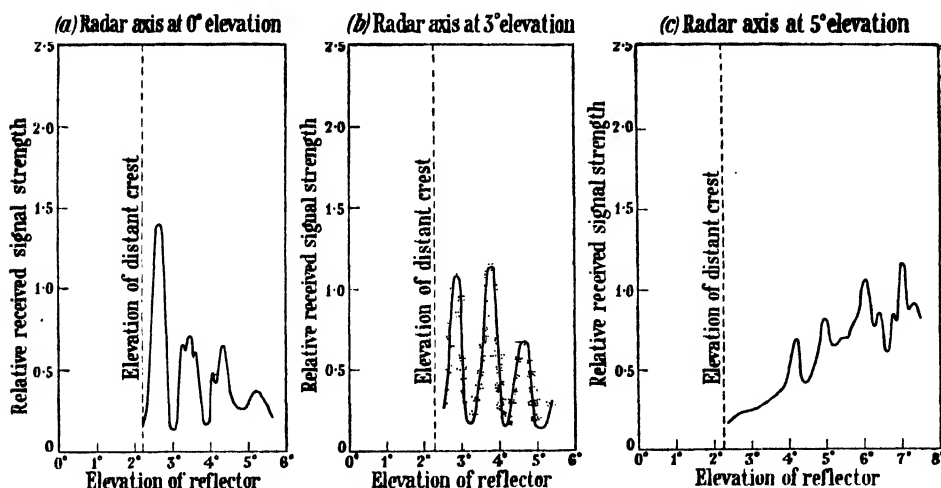 (a) Radar axis at 0° elevation
2·5
2·0
1·5
1·0
0·5
0
Relative received signal strength
Elevation of distant crest
0° 1° 2° 3° 4° 5° 6°
Elevation of reflector
(b) Radar axis at 3° elevation
2·5
2·0
1·5
1·0
0·5
0
Relative received signal strength
Elevation of distant crest
0° 1° 2° 3° 4° 5° 6°
Elevation of reflector
(c) Radar axis at 5° elevation
2·5
2·0
1·5
1·0
0·5
0
Relative received signal strength
Elevation of distant crest
0° 1° 2° 3° 4° 5° 6° 7° 8°
Elevation of reflector